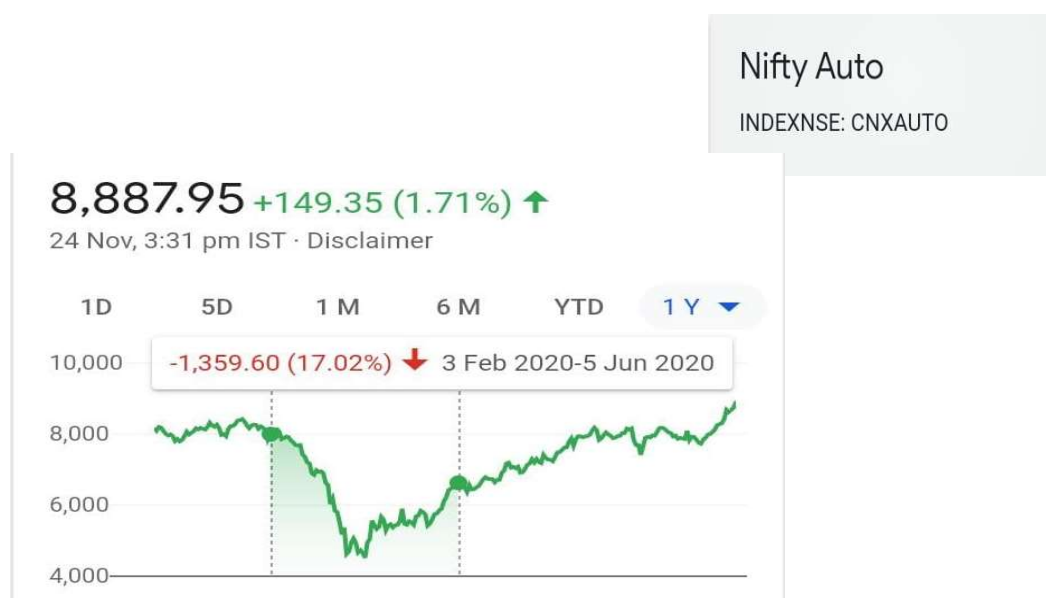 Nifty Auto
INDEXNSE: CNXAUTO
8,887.95 +149.35 (1.71%) ↑
24 Nov, 3:31 pm IST · Disclaimer
1D 5D 1 M 6 M YTD 1 Y
10,000 -1,359.60 (17.02%) ↓ 3 Feb 2020-5 Jun 2020
8,000
6,000
4,000